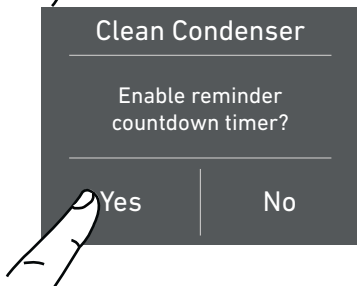 Clean Condenser
Enable reminder
countdown timer?
Yes
No